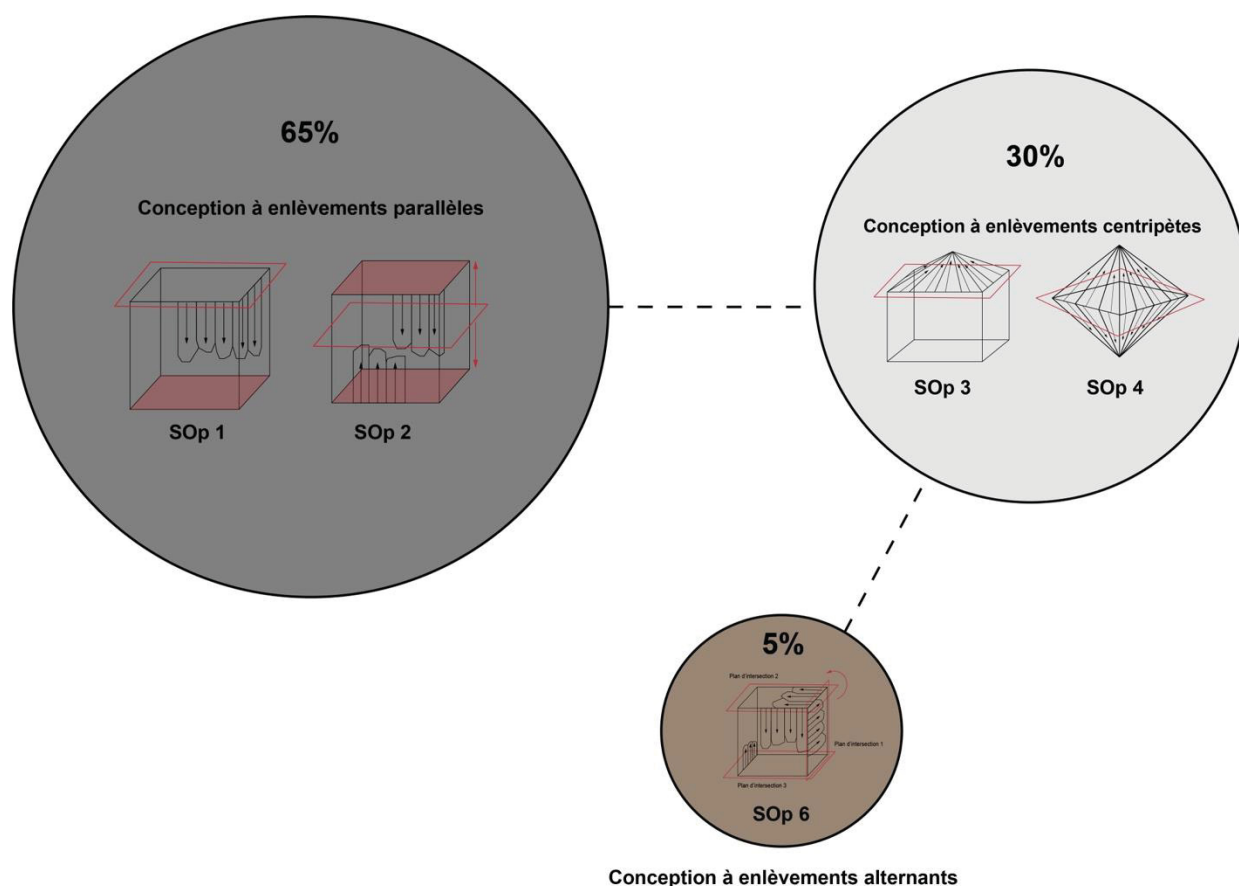 65%
Conception à enlèvements parallèles
SOp 1
SOp 2
30%
Conception à enlèvements centripètes
SOp 3
SOp 4
5%
Plan d'intersection 2
Plan d'intersection 1
Plan d'intersection 3
SOp 6
Conception à enlèvements alternants